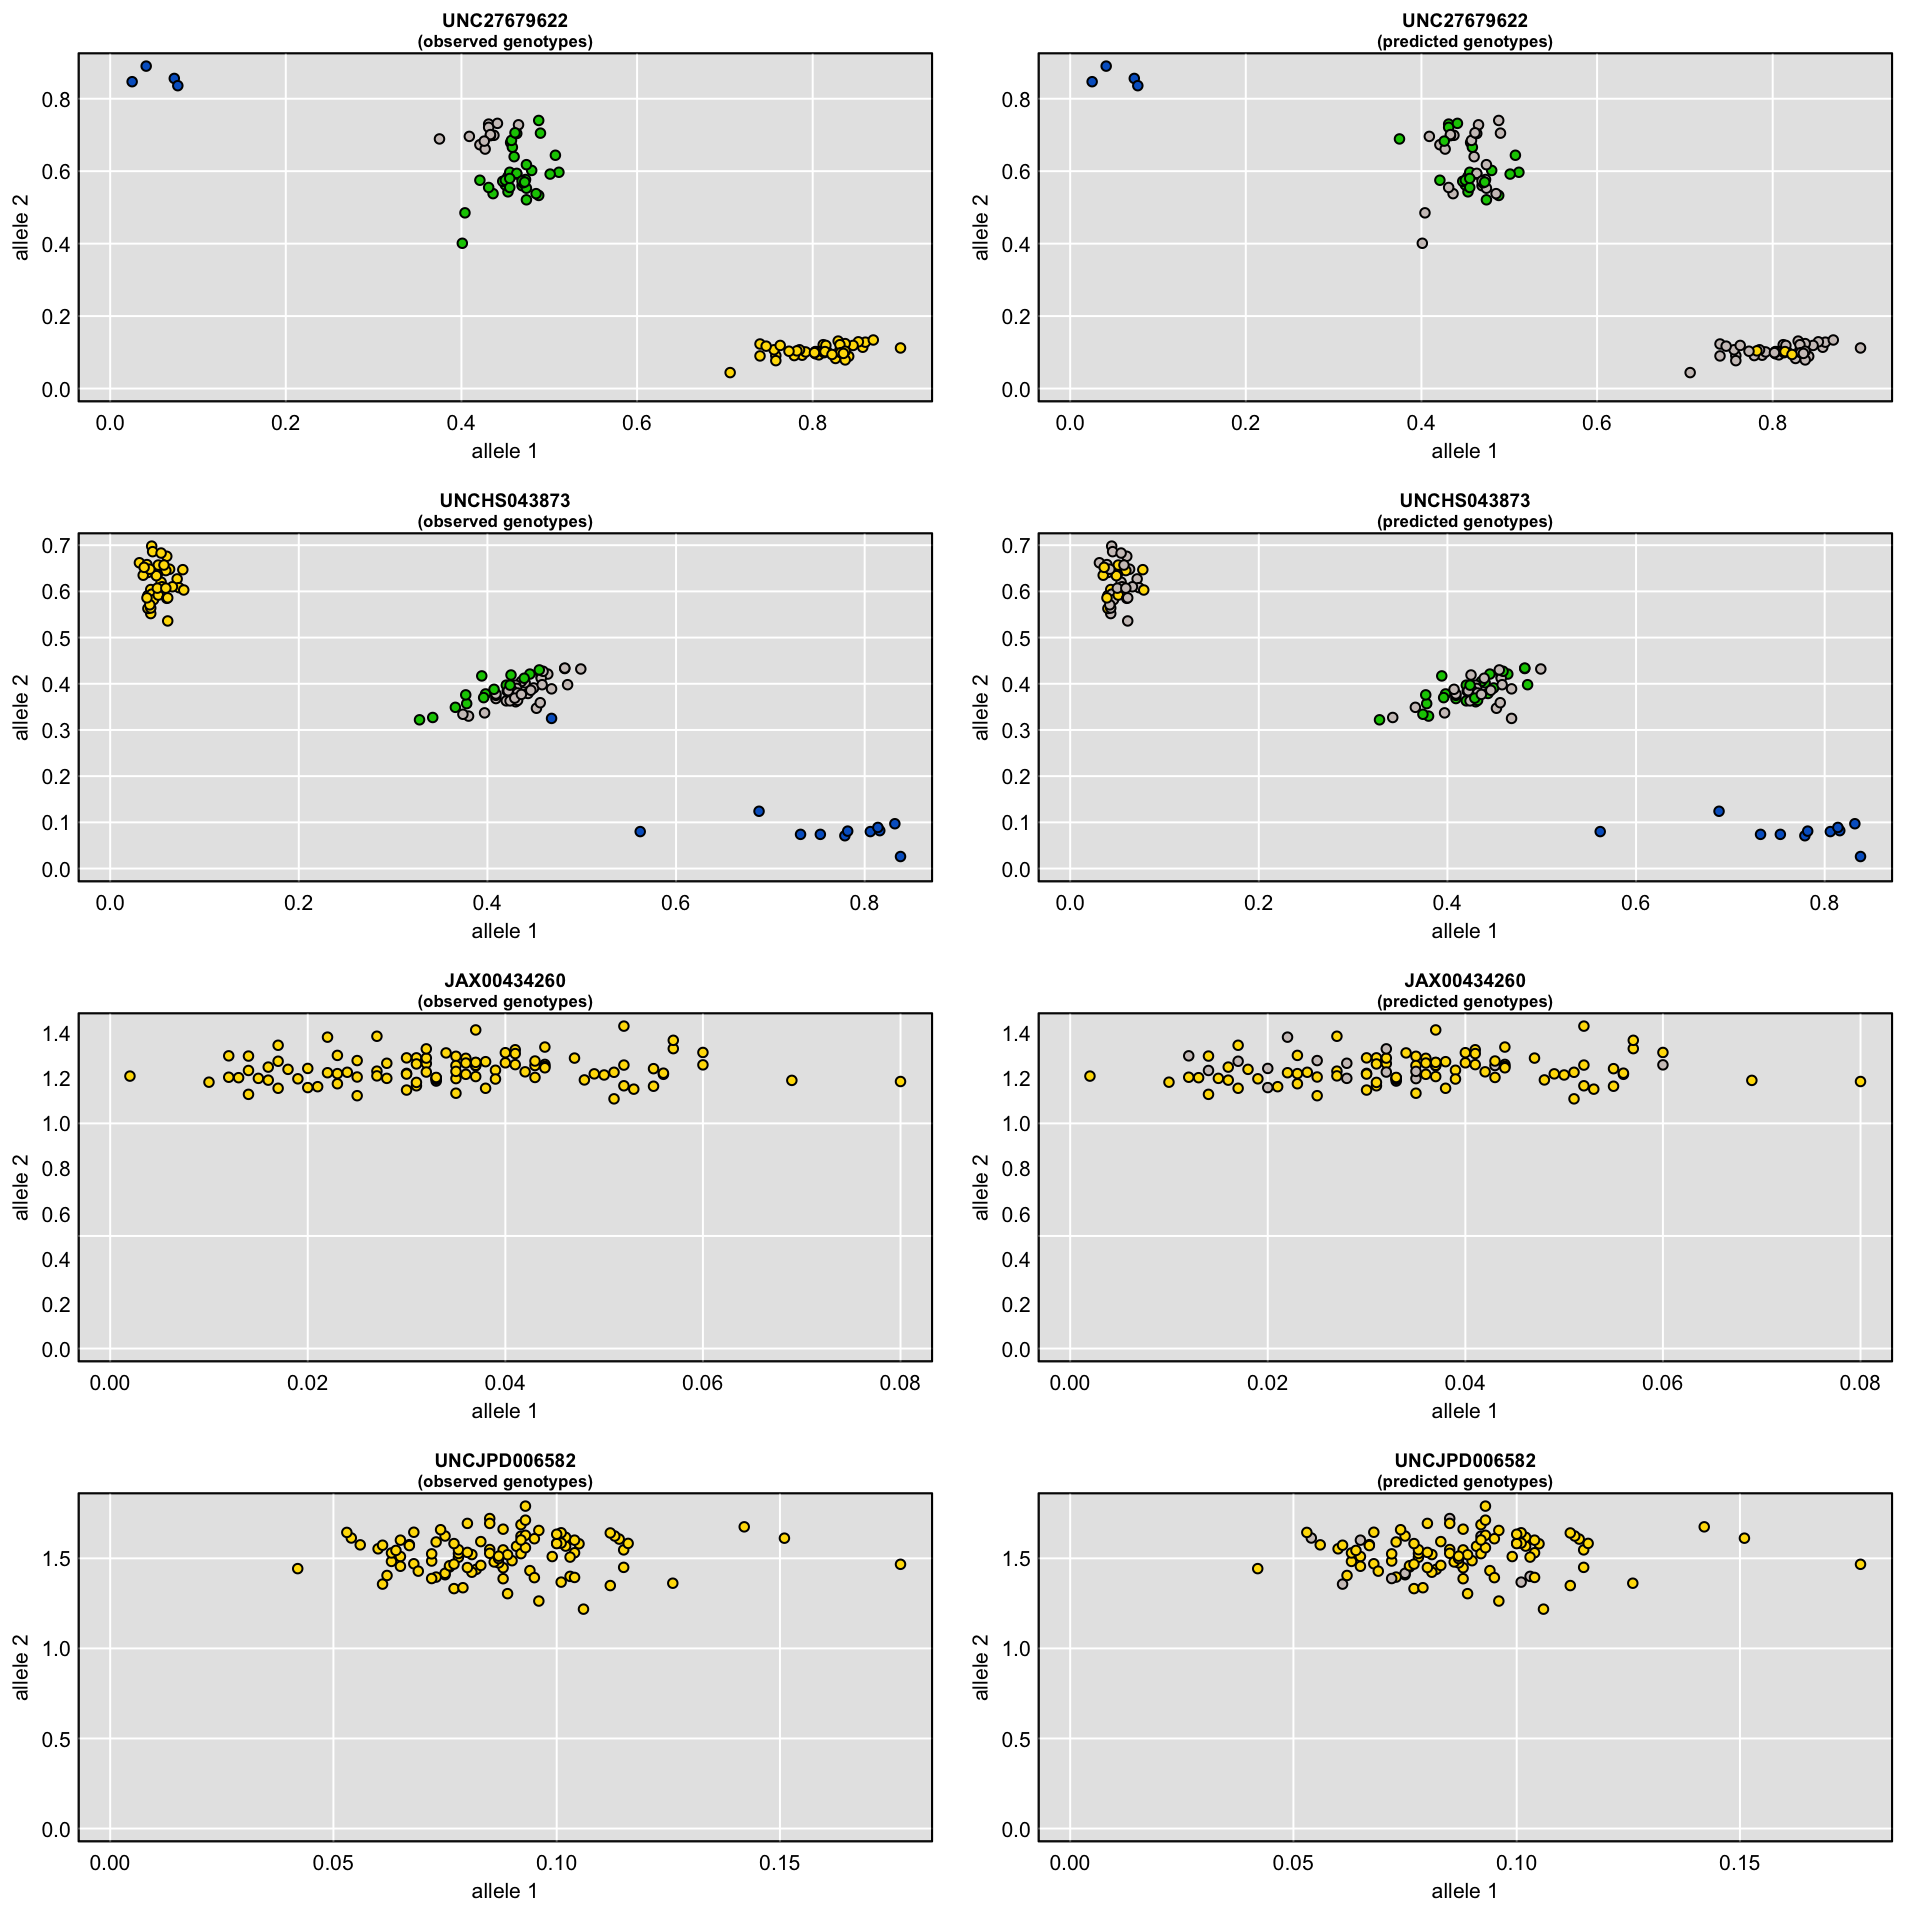 UNC27679622
(observed genotypes)
allele 2
0.8
0.6
0.4
0.2
0.0
0.0 0.2 0.4 0.6 0.8
allele 1
UNC27679622
(predicted genotypes)
allele 2
0.8
0.6
0.4
0.2
0.0
0.0 0.2 0.4 0.6 0.8
allele 1
UNCHS043873
(observed genotypes)
allele 2
0.7
0.6
0.5
0.4
0.3
0.2
0.1
0.0
0.0 0.2 0.4 0.6 0.8
allele 1
UNCHS043873
(predicted genotypes)
allele 2
0.7
0.6
0.5
0.4
0.3
0.2
0.1
0.0
0.0 0.2 0.4 0.6 0.8
allele 1
JAX00434260
(observed genotypes)
allele 2
1.4
1.2
1.0
0.8
0.6
0.4
0.2
0.0
0.00 0.02 0.04 0.06 0.08
allele 1
JAX00434260
(predicted genotypes)
allele 2
1.4
1.2
1.0
0.8
0.6
0.4
0.2
0.0
0.00 0.02 0.04 0.06 0.08
allele 1
UNCJPD006582
(observed genotypes)
allele 2
1.5
1.0
0.5
0.0
0.00 0.05 0.10 0.15
allele 1
UNCJPD006582
(predicted genotypes)
allele 2
1.5
1.0
0.5
0.0
0.00 0.05 0.10 0.15
allele 1